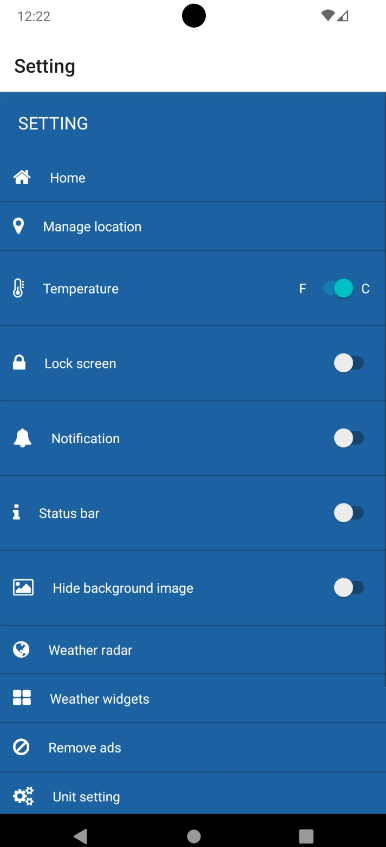 12:22
Setting
SETTING
Home
Manage location
Temperature F C
Lock screen
Notification
Status bar
Hide background image
Weather radar
Weather widgets
Remove ads
Unit setting